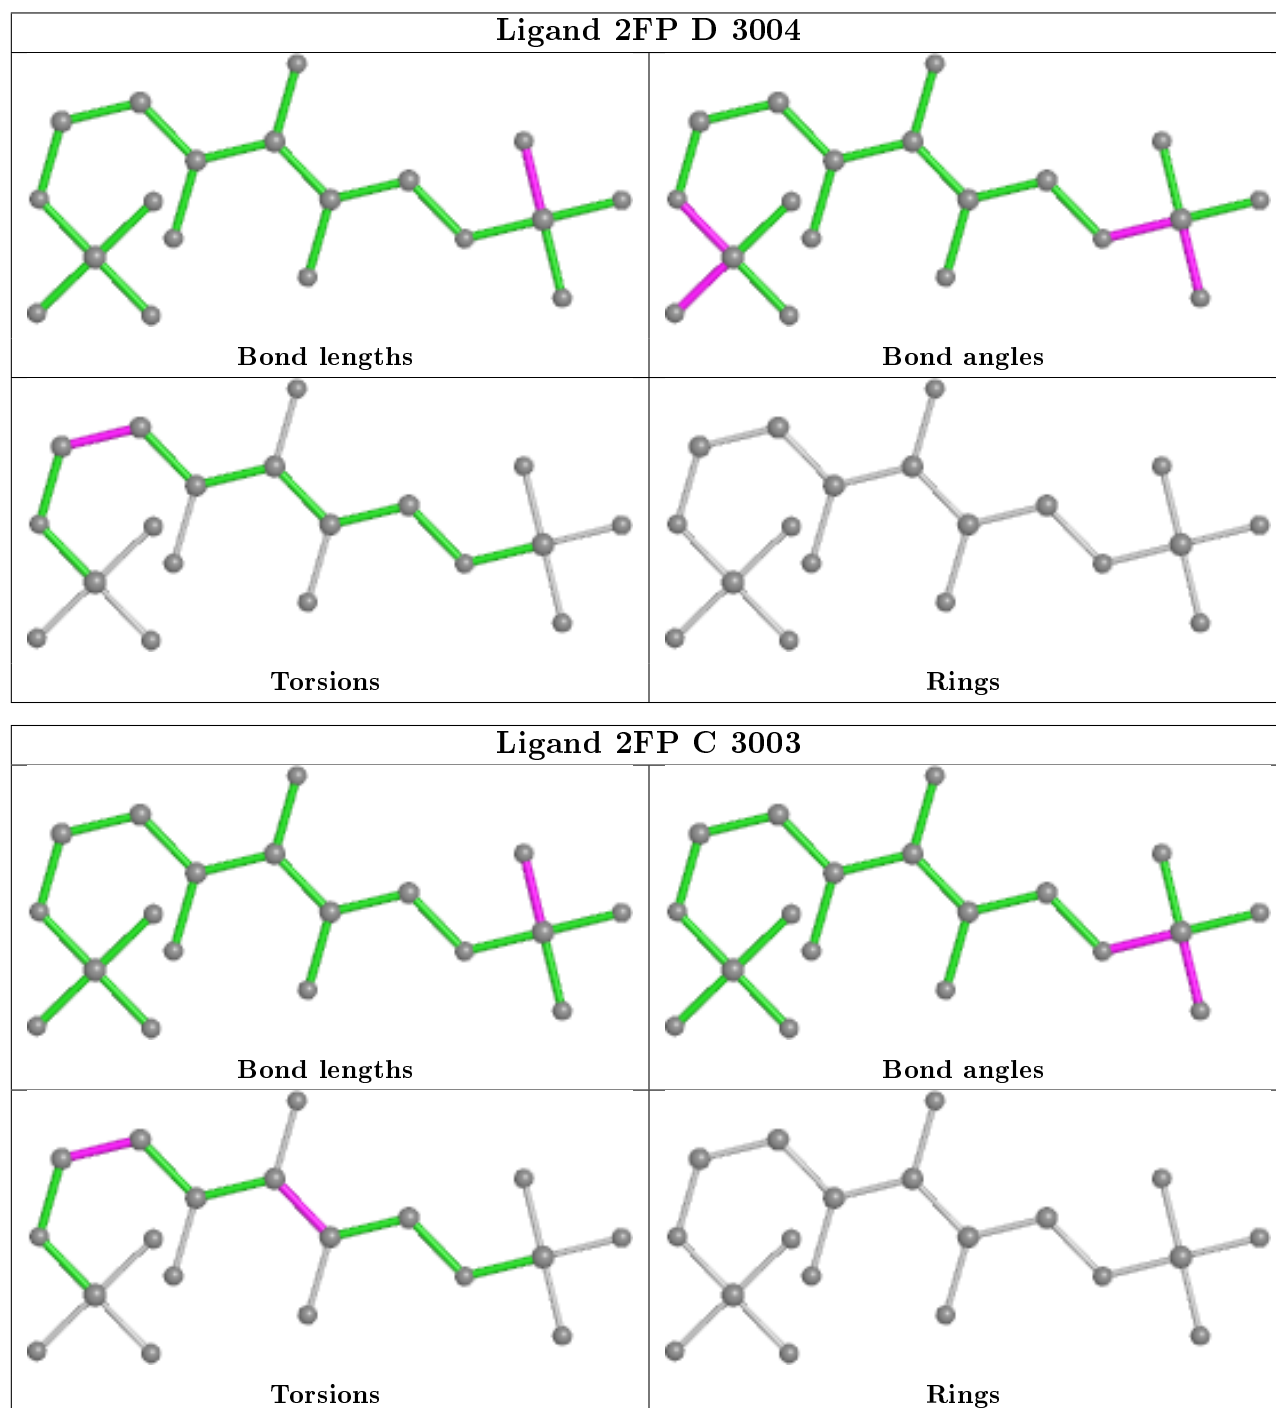 Ligand 2FP D 3004
Bond lengths
Bond angles
Torsions
Rings
Ligand 2FP C 3003
Bond lengths
Bond angles
Torsions
Rings